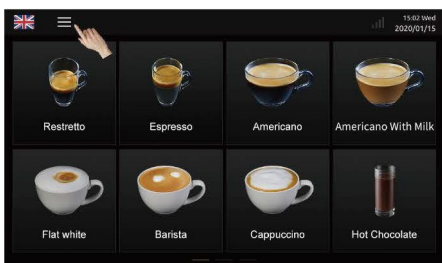 15:02 Wed
2020/01/15
Restretto
Espresso
Americano
Americano With Milk
Flat white
Barista
Cappuccino
Hot Chocolate